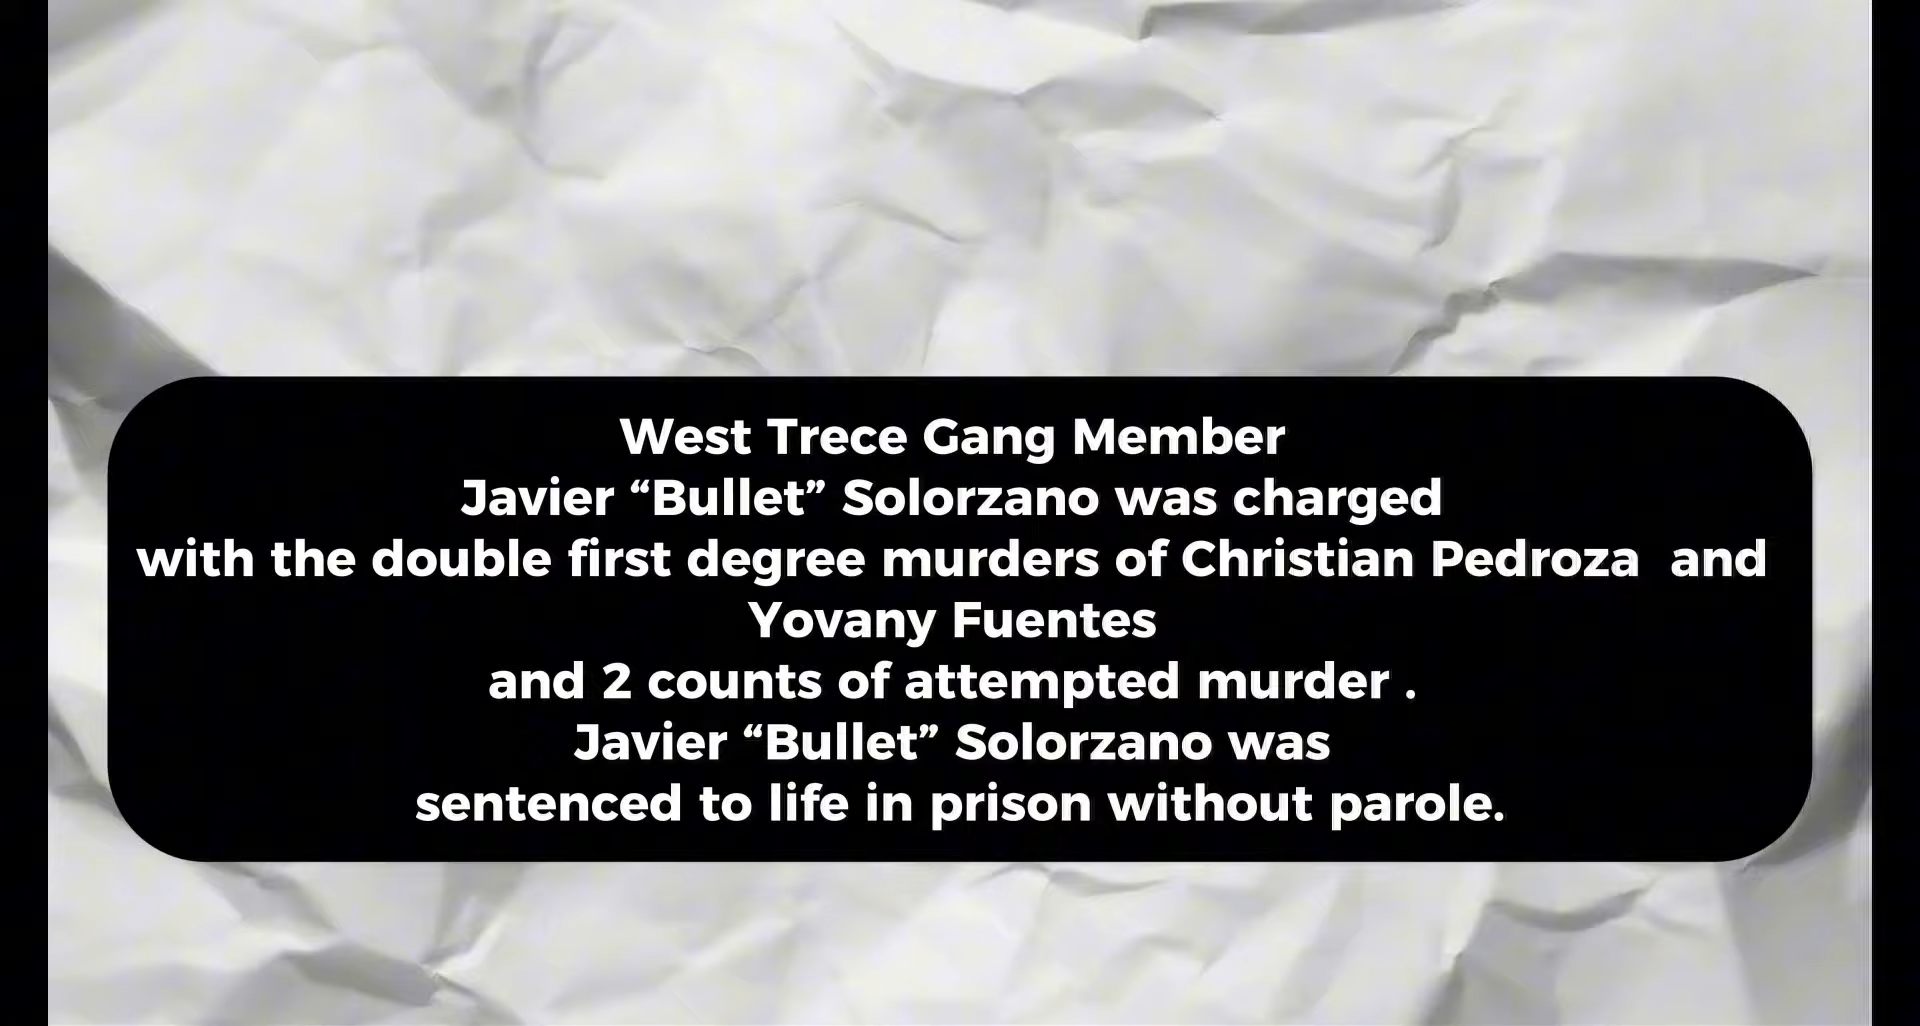 West Trece Gang Member
Javier “Bullet” Solorzano was charged
with the double first degree murders of Christian Pedroza  and
Yovany Fuentes
and 2 counts of attempted murder .
Javier “Bullet” Solorzano was
sentenced to life in prison without parole.